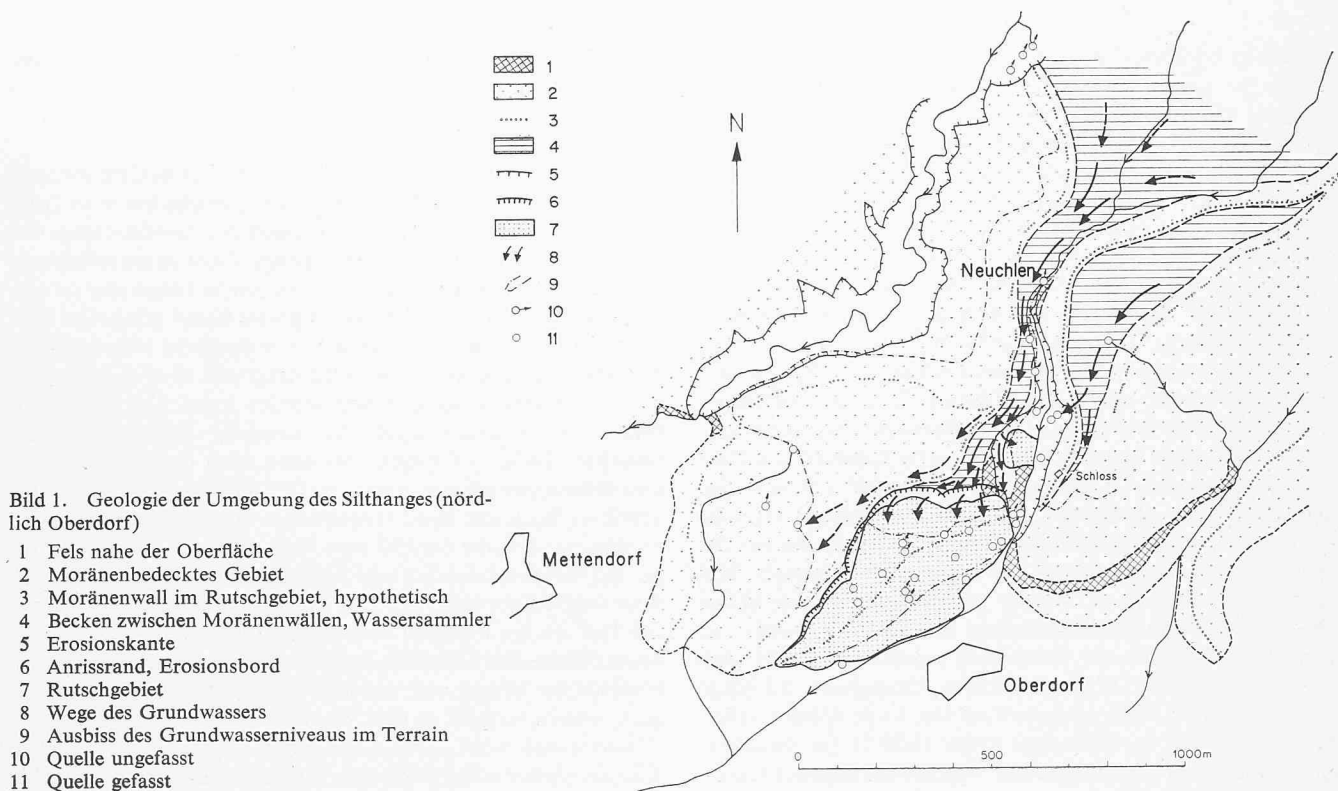 1
2
3
4
5
6
7
8
9
10
11
N
Neuchlen
Schloss
Mettendorf
Oberdorf
0 500 1000m
Bild 1. Geologie der Umgebung des Silthanges (nörd-
lich Oberdorf)
1 Fels nahe der Oberfläche
2 Moränenbedecktes Gebiet
3 Moränenwall im Rutschgebiet, hypothetisch
4 Becken zwischen Moränenwällen, Wassersammler
5 Erosionskante
6 Anrissrand, Erosionsbord
7 Rutschgebiet
8 Wege des Grundwassers
9 Ausbiss des Grundwasserniveaus im Terrain
10 Quelle ungefasst
11 Quelle gefasst